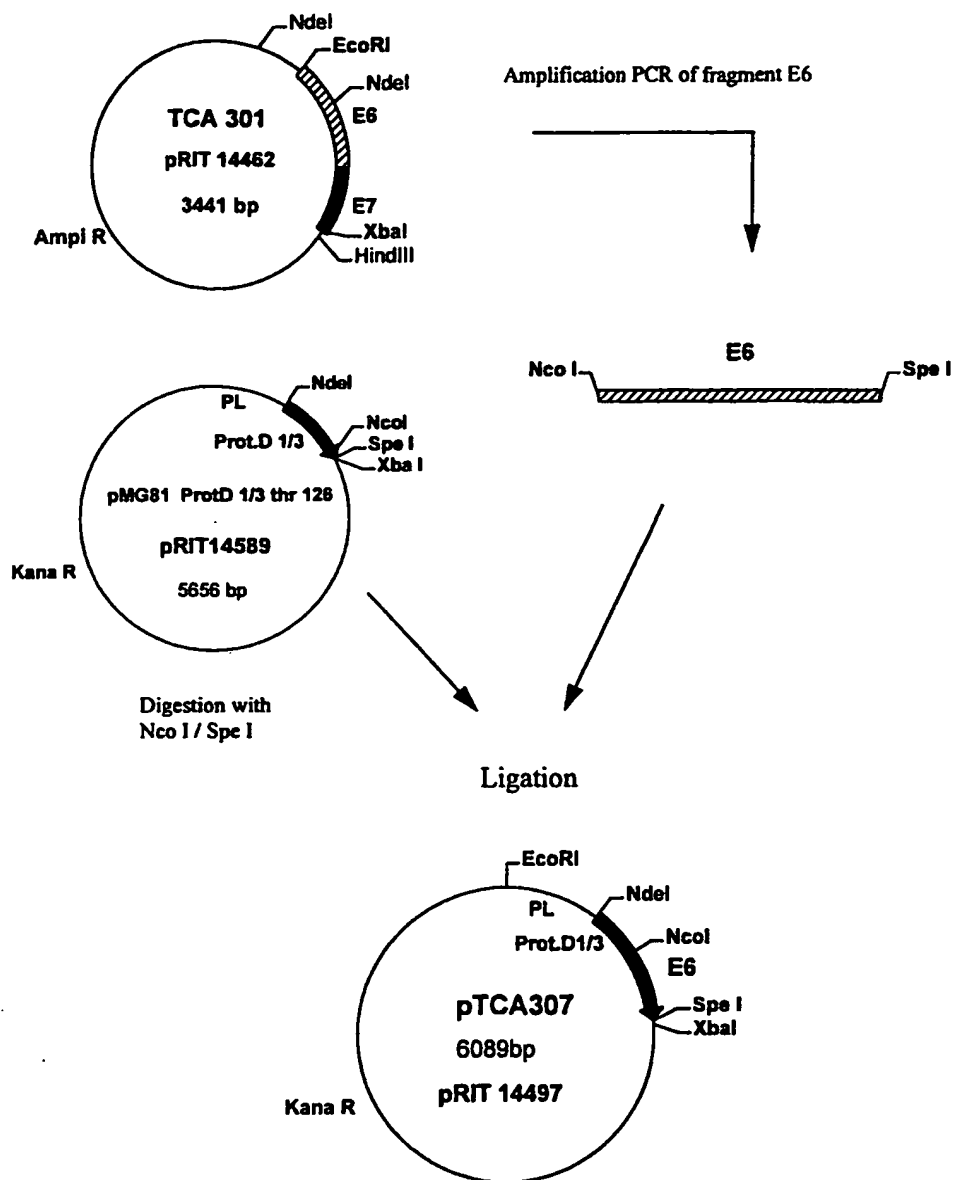 NdeI
EcoRI
NdeI
E6
TCA 301
pRIT 14462
3441 bp
E7
XbaI
HindIII
Ampi R
Amplification PCR of fragment E6
E6
Nco I
Spe I
NdeI
PL
NcoI
Prot.D 1/3
Spe I
Xba I
pMG81 ProtD 1/3 thr 126
pRIT14589
5656 bp
Kana R
Digestion with
Nco I / Spe I
Ligation
EcoRI
NdeI
PL
Prot.D1/3
NcoI
E6
pTCA307
Spe I
XbaI
6089bp
pRIT 14497
Kana R